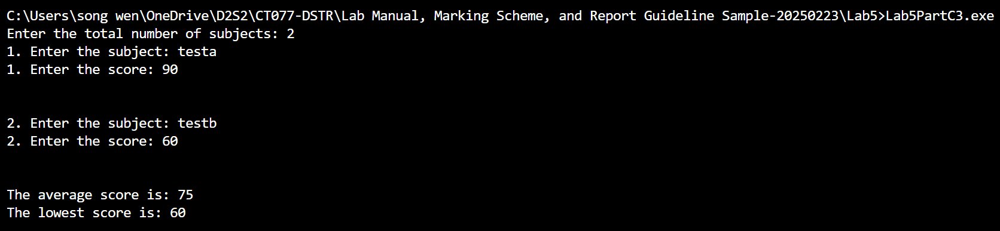 C:\Users\song wen\OneDrive\D2S2\CT077-DSTR\Lab Manual, Marking Scheme, and Report Guideline Sample-20250223\Lab5>Lab5PartC3.exe
Enter the total number of subjects: 2
1. Enter the subject: testa
1. Enter the score: 90
2. Enter the subject: testb
2. Enter the score: 60
The average score is: 75
The lowest score is: 60